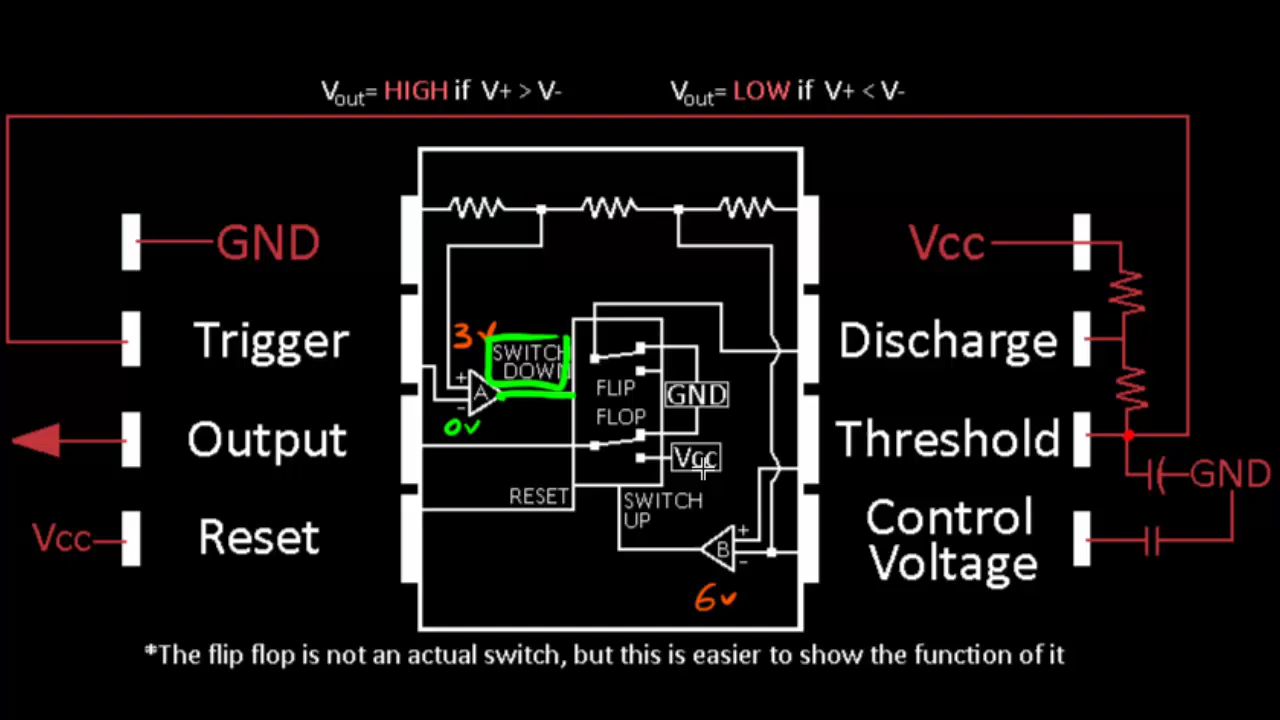 Vout= HIGH if V+ > V-
Vout= LOW if V+ < V-
GND
Vcc
Trigger
Discharge
3v
SWITCH
DOWN
+
A
-
0v
FLIP
FLOP
GND
Output
Threshold
Vcc
GND
RESET
SWITCH
UP
Vcc
Reset
+
B
-
Control
Voltage
6v
*The flip flop is not an actual switch, but this is easier to show the function of it